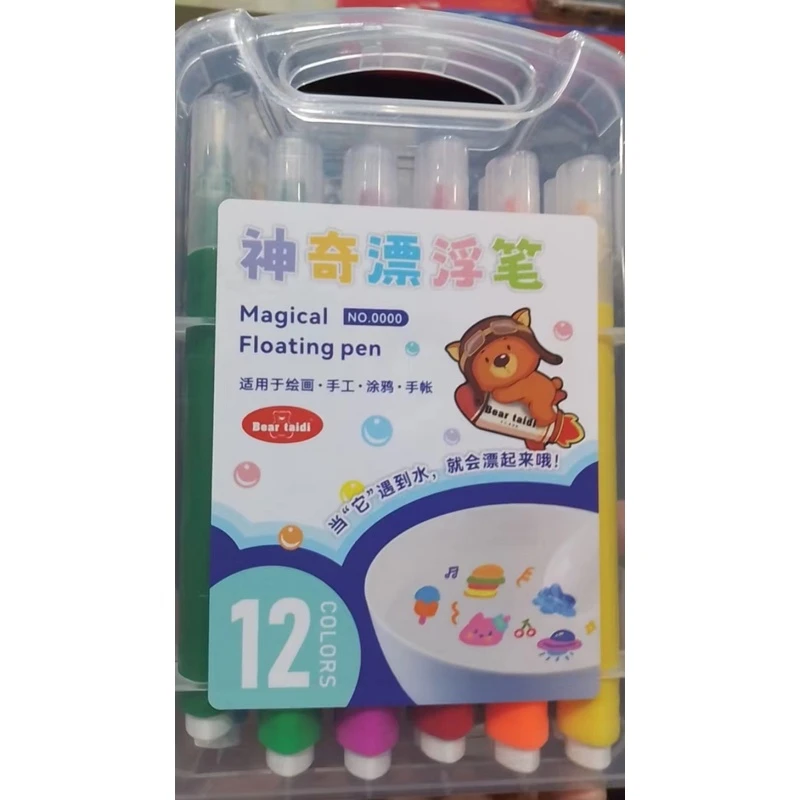 神奇漂浮笔
Magical NO.0000
Floating pen
适用于绘画·手工·涂鸦·手帐
Bear taidi
Bear taidi
当“它”遇到水，就会漂起来哦！
12 COLORS